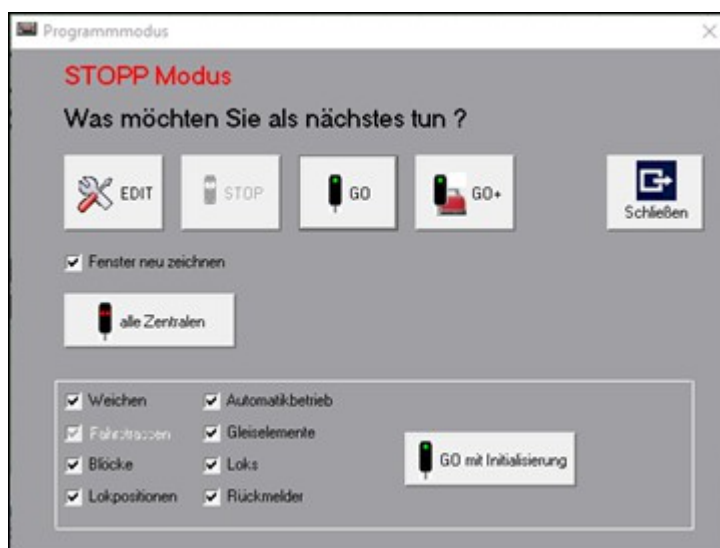 Programmmodus
STOPP Modus
Was möchten Sie als nächstes tun ?
EDIT STOP GO GO+ Schließen
Fenster neu zeichnen
alle Zentralen
Weichen Automatikbetrieb
Fahrstrassen Gleiselemente
Blöcke Loks
GO mit Initialisierung
Lokpositionen Rückmelder